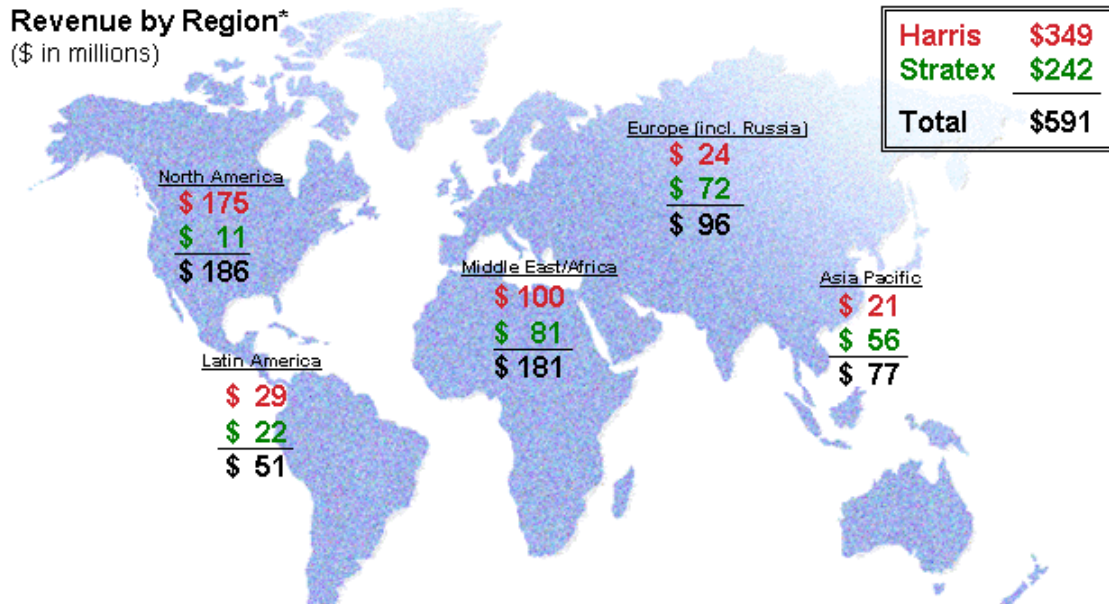 Revenue by Region*
($ in millions)
Harris $349
Stratex $242
Total $591
Europe (incl. Russia)
$ 24
$ 72
$ 96
North America
$ 175
$ 11
$ 186
Middle East/Africa
$ 100
$ 81
$ 181
Asia Pacific
$ 21
$ 56
$ 77
Latin America
$ 29
$ 22
$ 51